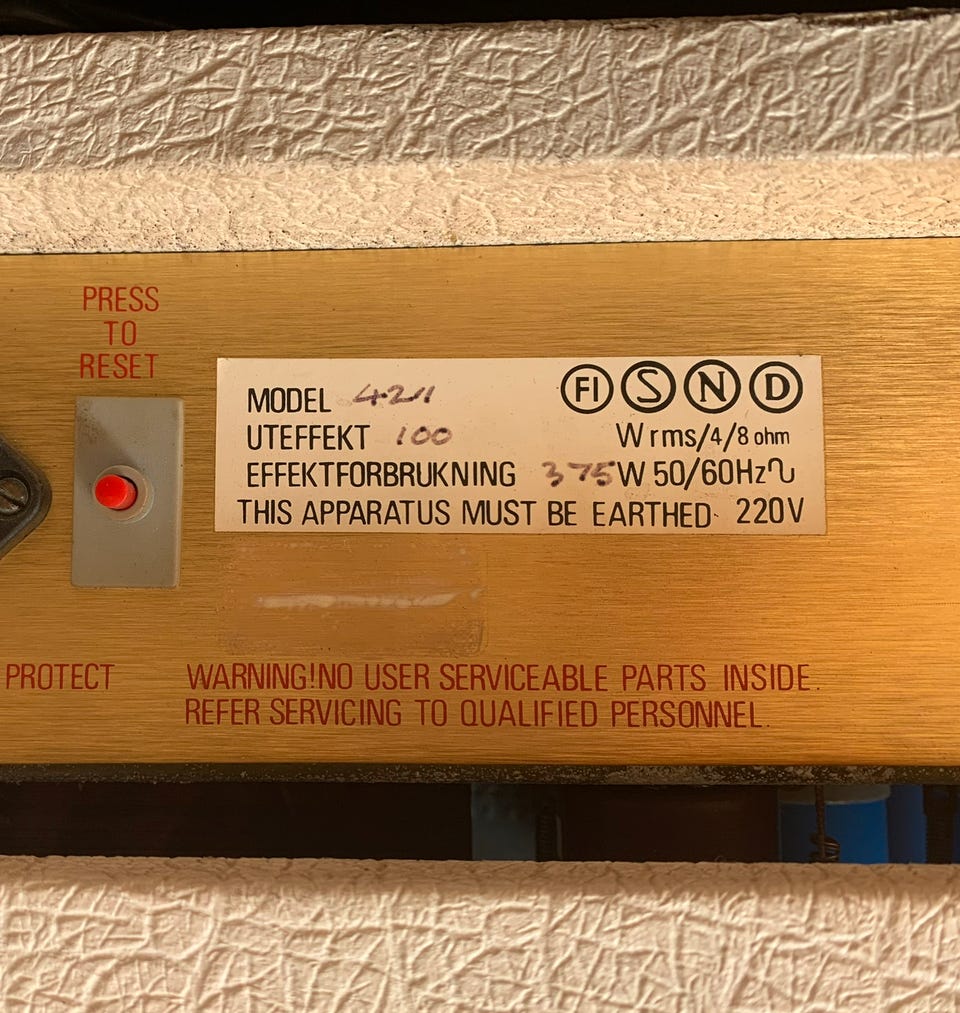 PRESS
TO
RESET
MODEL 4211
FI S N D
UTEFFEKT 100 W rms/4/8 ohm
EFFEKTFORBRUKNING 375 W 50/60Hz∿
THIS APPARATUS MUST BE EARTHED 220V
PROTECT
WARNING!NO USER SERVICEABLE PARTS INSIDE.
REFER SERVICING TO QUALIFIED PERSONNEL.